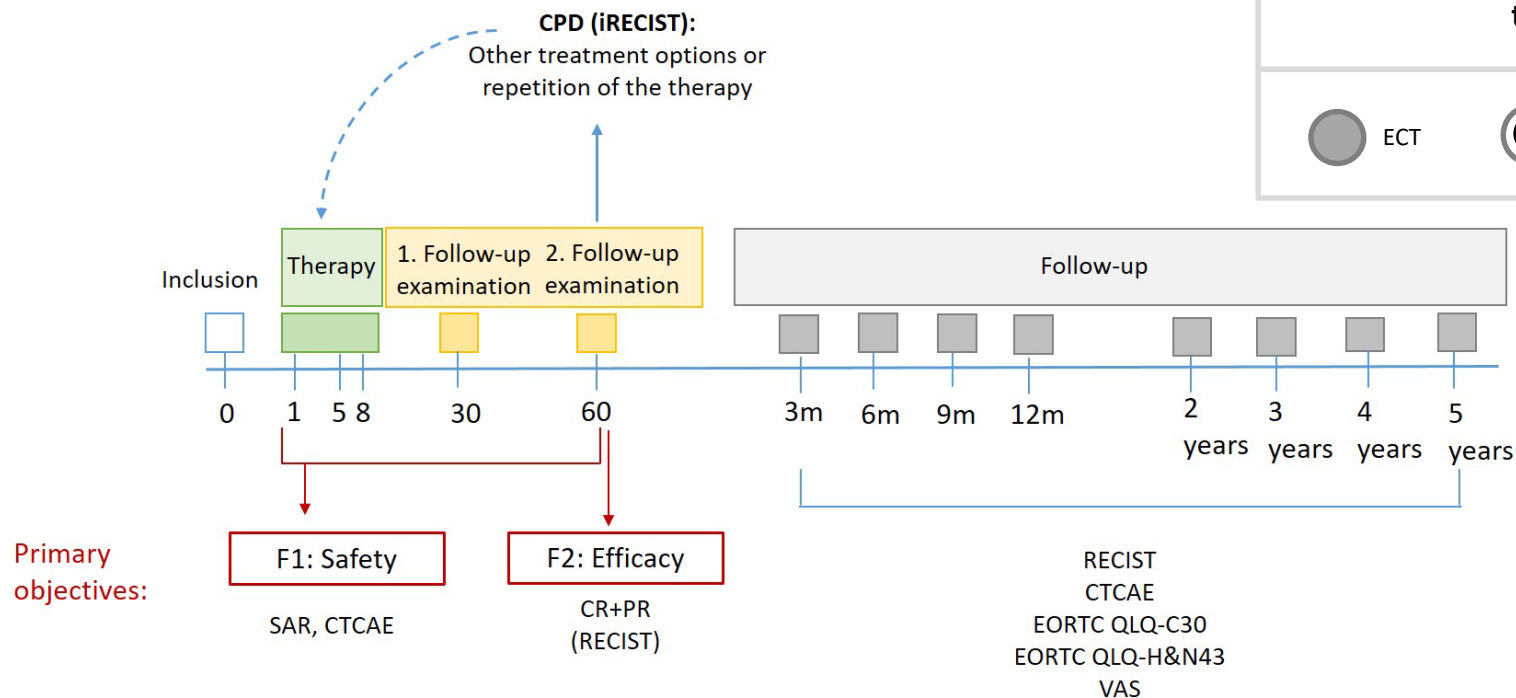 CPD (iRECIST):
Other treatment options or
repetition of the therapy
ECT
Inclusion
Therapy
1. Follow-up
examination
2. Follow-up
examination
Follow-up
0
1
5
8
30
60
3m
6m
9m
12m
2
years
3
years
4
years
5
years
Primary
objectives:
F1: Safety
SAR, CTCAE
F2: Efficacy
CR+PR
(RECIST)
RECIST
CTCAE
EORTC QLQ-C30
EORTC QLQ-H&N43
VAS